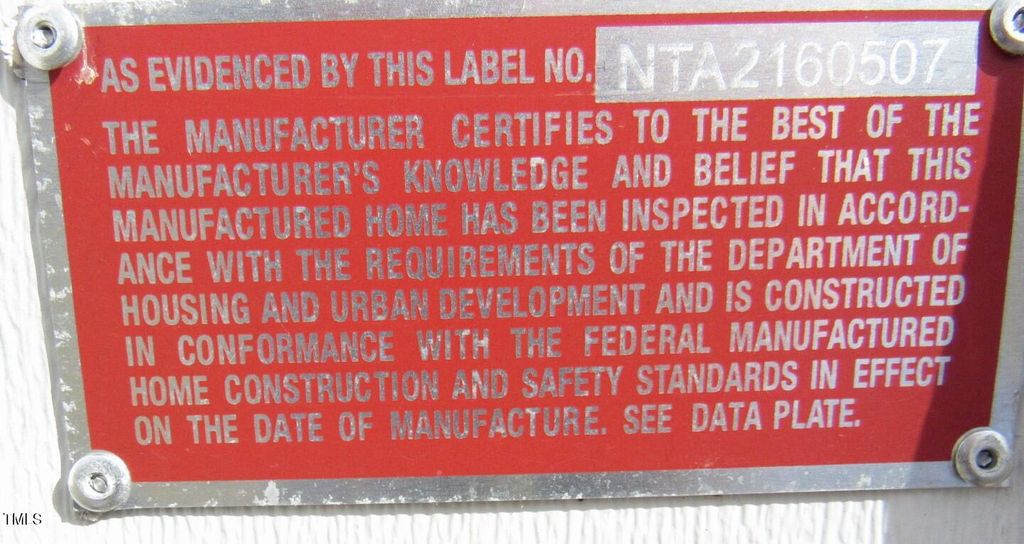 AS EVIDENCED BY THIS LABEL NO. NTA2160507
THE MANUFACTURER CERTIFIES TO THE BEST OF THE
MANUFACTURER'S KNOWLEDGE AND BELIEF THAT THIS
MANUFACTURED HOME HAS BEEN INSPECTED IN ACCORD-
ANCE WITH THE REQUIREMENTS OF THE DEPARTMENT OF
HOUSING AND URBAN DEVELOPMENT AND IS CONSTRUCTED
IN CONFORMANCE WITH THE FEDERAL MANUFACTURED
HOME CONSTRUCTION AND SAFETY STANDARDS IN EFFECT
ON THE DATE OF MANUFACTURE. SEE DATA PLATE.
TMLS